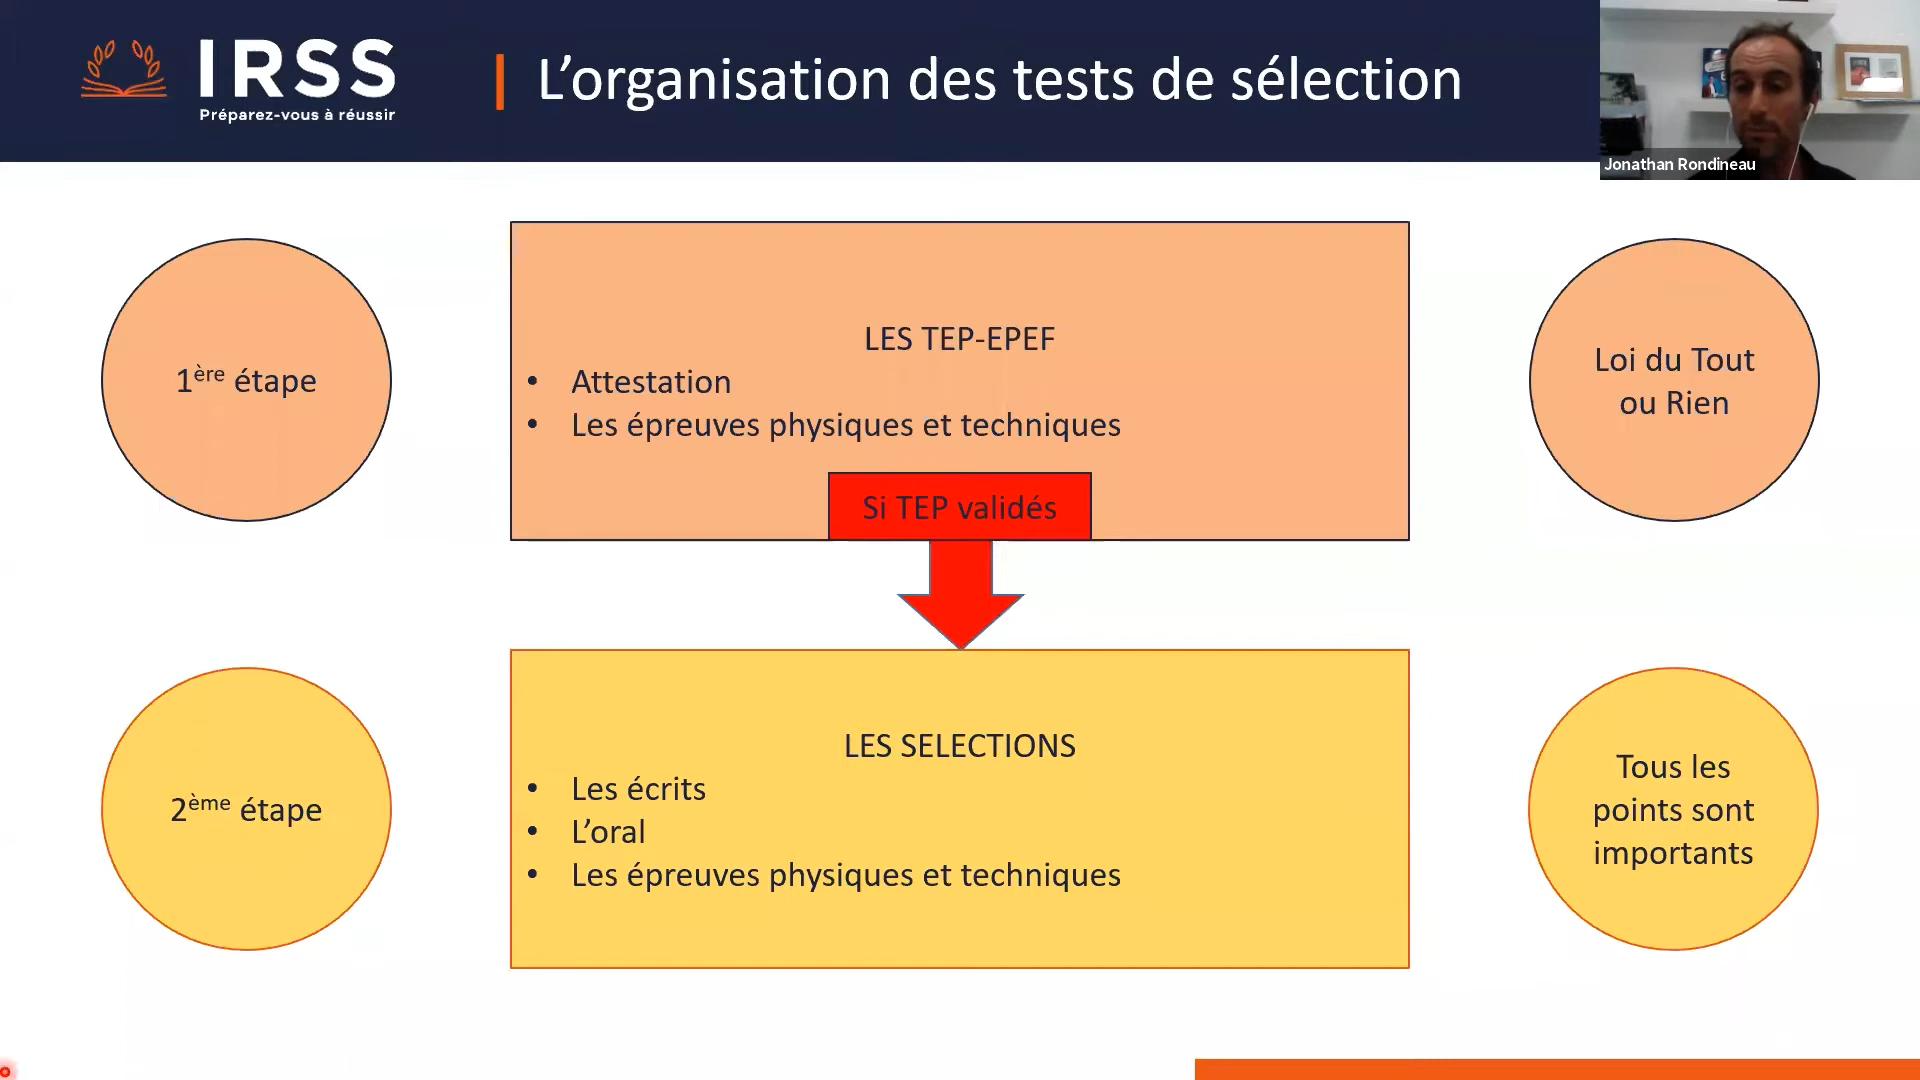 IRSS
Préparez-vous à réussir
L’organisation des tests de sélection
Jonathan Rondineau
1ère étape
LES TEP-EPEF
• Attestation
• Les épreuves physiques et techniques
Si TEP validés
Loi du Tout
ou Rien
2ème étape
LES SELECTIONS
• Les écrits
• L’oral
• Les épreuves physiques et techniques
Tous les
points sont
importants